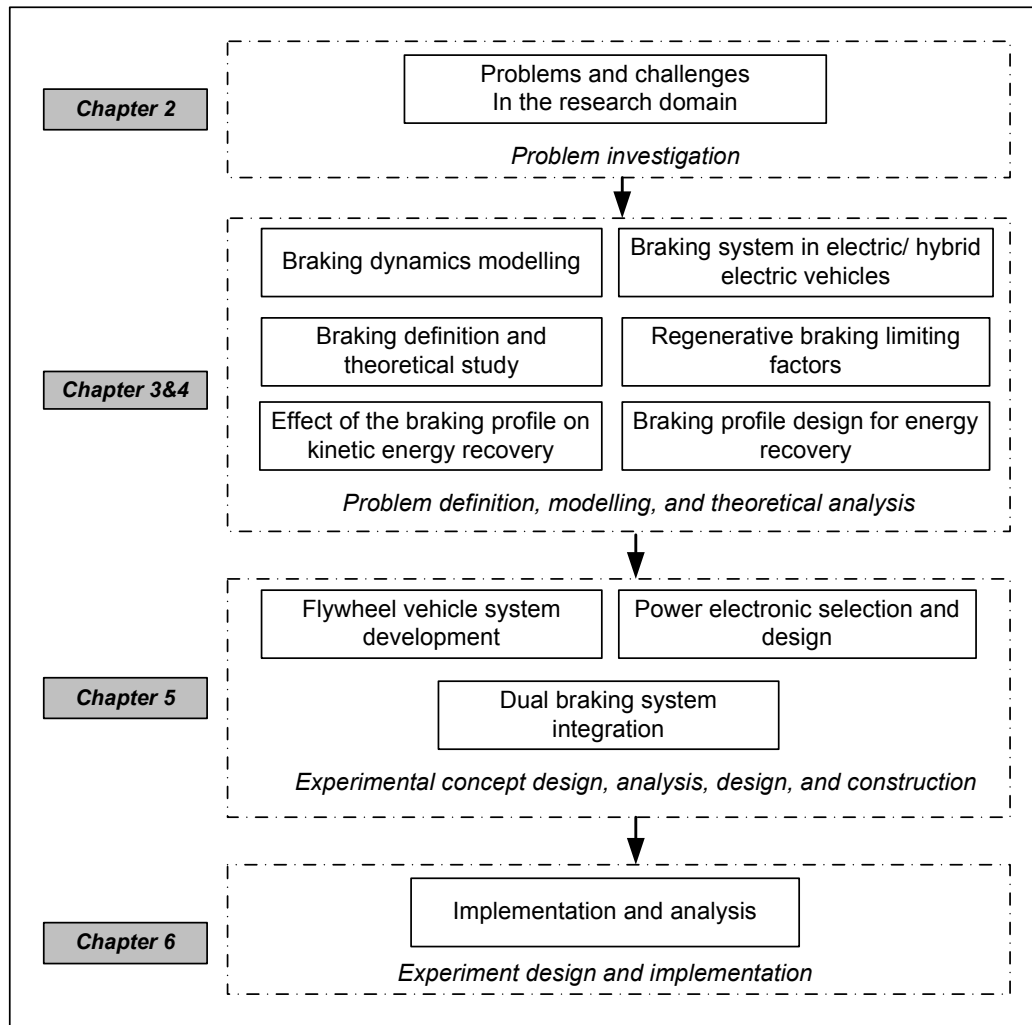 Chapter 2
Problems and challenges
In the research domain
Problem investigation
Chapter 3&4
Braking dynamics modelling
Braking system in electric/ hybrid
electric vehicles
Braking definition and
theoretical study
Regenerative braking limiting
factors
Effect of the braking profile on
kinetic energy recovery
Braking profile design for energy
recovery
Problem definition, modelling, and theoretical analysis
Chapter 5
Flywheel vehicle system
development
Power electronic selection and
design
Dual braking system
integration
Experimental concept design, analysis, design, and construction
Chapter 6
Implementation and analysis
Experiment design and implementation